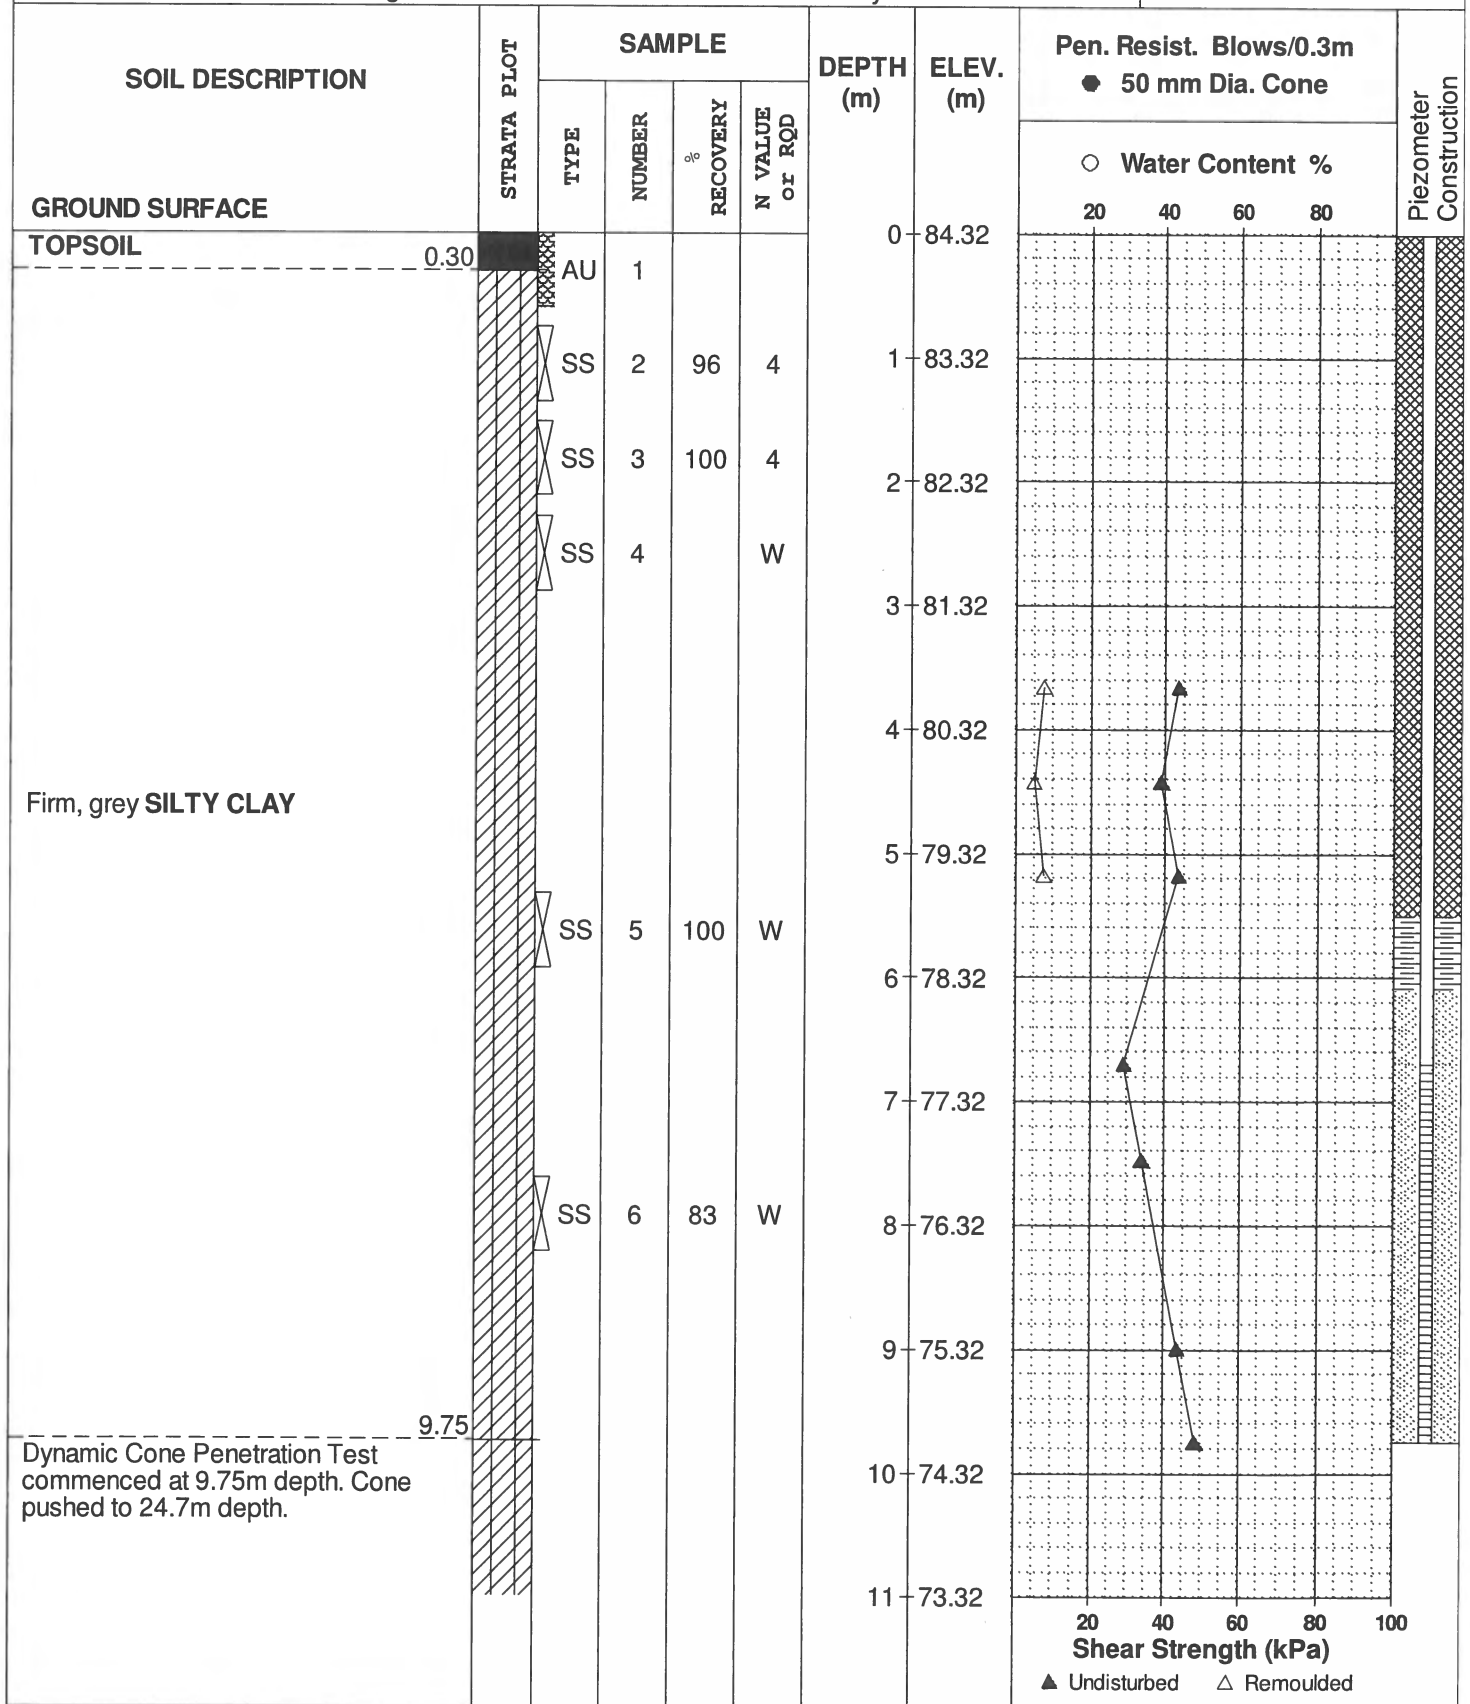 SOIL DESCRIPTION
GROUND SURFACE
STRATA PLOT
SAMPLE
TYPE
NUMBER
%
RECOVERY
N VALUE
or RQD
DEPTH
(m)
ELEV.
(m)
Pen. Resist. Blows/0.3m
● 50 mm Dia. Cone
○ Water Content %
20 40 60 80
Piezometer
Construction
TOPSOIL
0.30
AU 1
0 84.32
SS 2 96 4
1 83.32
SS 3 100 4
2 82.32
SS 4 W
3 81.32
4 80.32
Firm, grey SILTY CLAY
5 79.32
SS 5 100 W
6 78.32
7 77.32
SS 6 83 W
8 76.32
9 75.32
9.75
Dynamic Cone Penetration Test
commenced at 9.75m depth. Cone
pushed to 24.7m depth.
10 74.32
11 73.32
20 40 60 80 100
Shear Strength (kPa)
▲ Undisturbed △ Remoulded